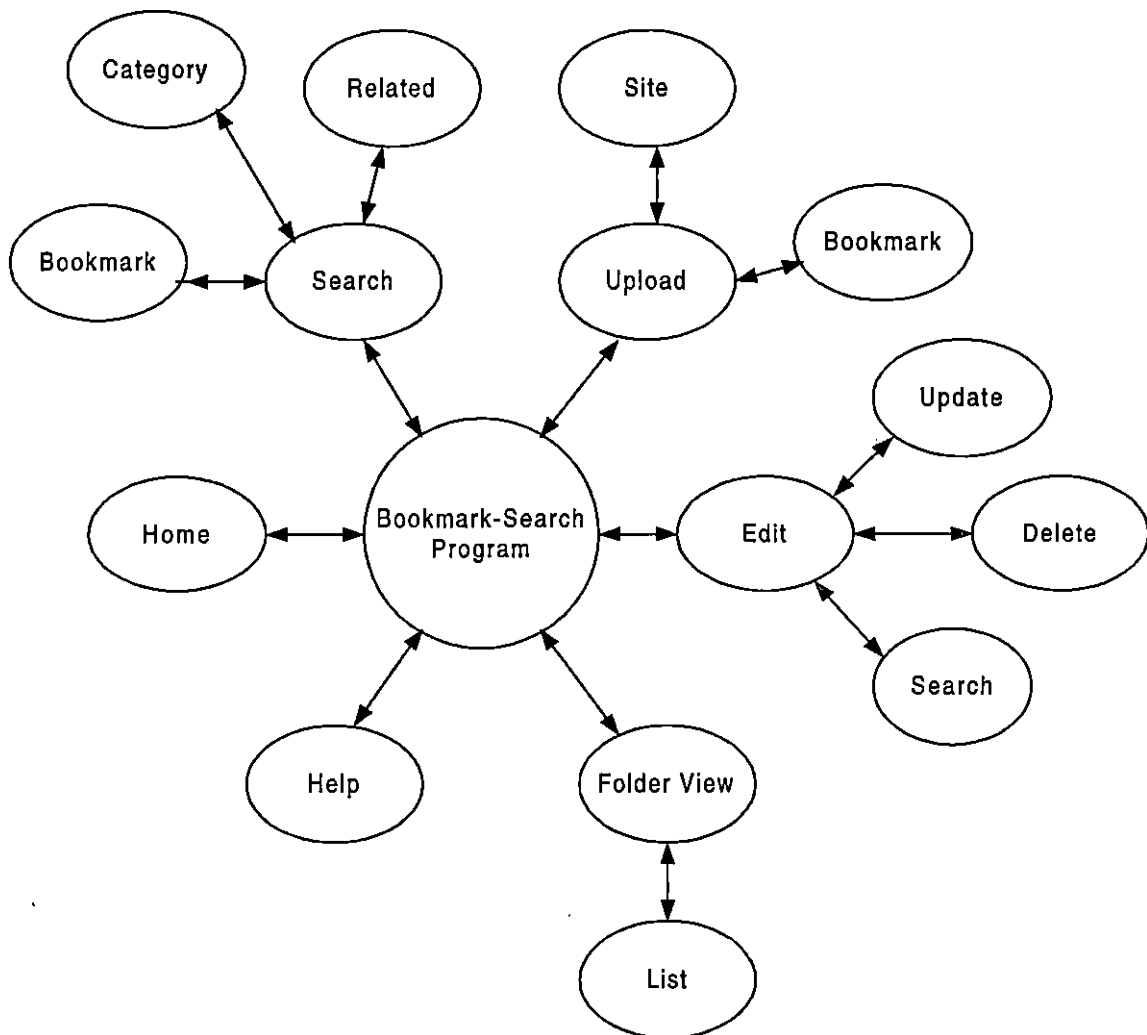 Category
Related
Site
Bookmark
Search
Upload
Bookmark
Update
Home
Bookmark-Search
Program
Edit
Delete
Search
Help
Folder View
List